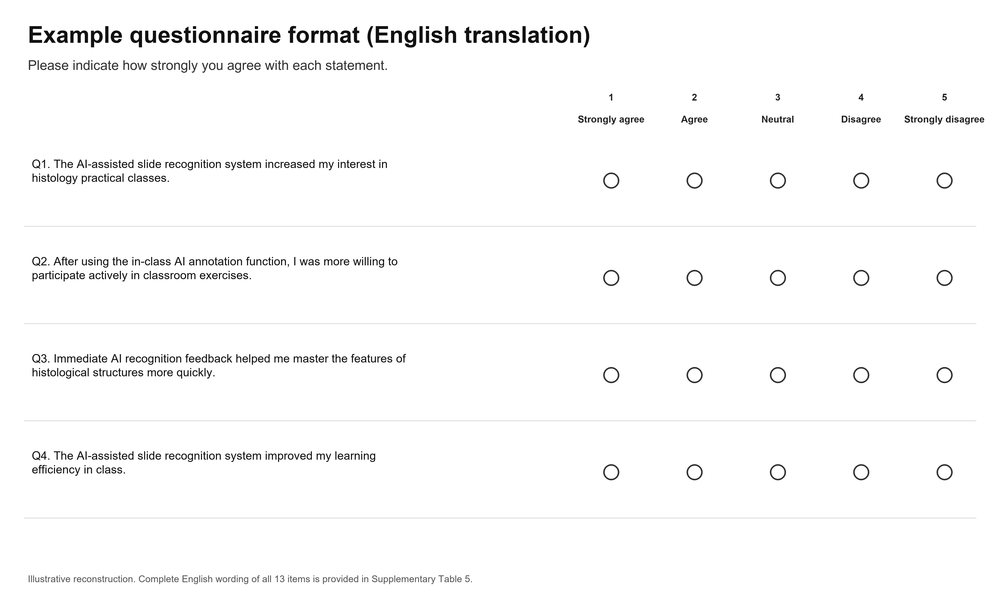 Example questionnaire format (English translation)
Please indicate how strongly you agree with each statement.
1 2 3 4 5
Strongly agree Agree Neutral Disagree Strongly disagree
Q1. The AI-assisted slide recognition system increased my interest in
histology practical classes.
Q2. After using the in-class AI annotation function, I was more willing to
participate actively in classroom exercises.
Q3. Immediate AI recognition feedback helped me master the features of
histological structures more quickly.
Q4. The AI-assisted slide recognition system improved my learning
efficiency in class.
Illustrative reconstruction. Complete English wording of all 13 items is provided in Supplementary Table 5.